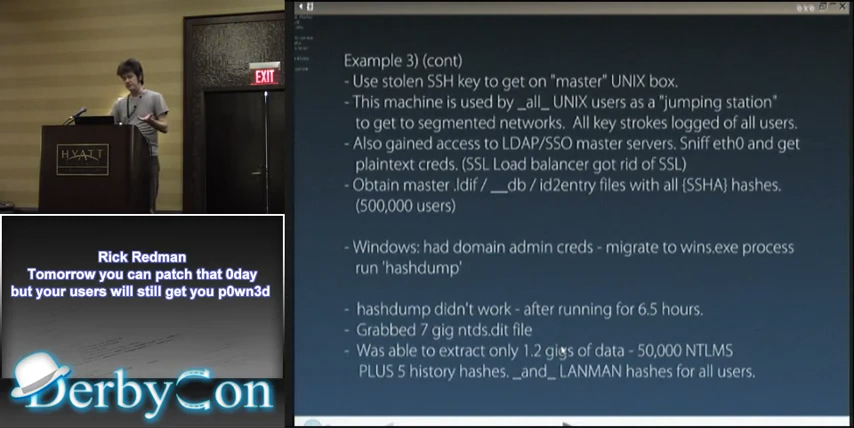 EXIT
HYATT
Rick Redman
Tomorrow you can patch that 0day
but your users will still get you p0wn3d
DerbyCon
Example 3) (cont)
- Use stolen SSH key to get on "master" UNIX box.
- This machine is used by _all_ UNIX users as a "jumping station"
to get to segmented networks. All key strokes logged of all users.
- Also gained access to LDAP/SSO master servers. Sniff eth0 and get
plaintext creds. (SSL Load balancer got rid of SSL)
- Obtain master .ldif / __db / id2entry files with all {SSHA} hashes.
(500,000 users)
- Windows: had domain admin creds - migrate to wins.exe process
run 'hashdump'
- hashdump didn't work - after running for 6.5 hours.
- Grabbed 7 gig ntds.dit file
- Was able to extract only 1.2 gigs of data - 50,000 NTLMS
PLUS 5 history hashes. _and_ LANMAN hashes for all users.